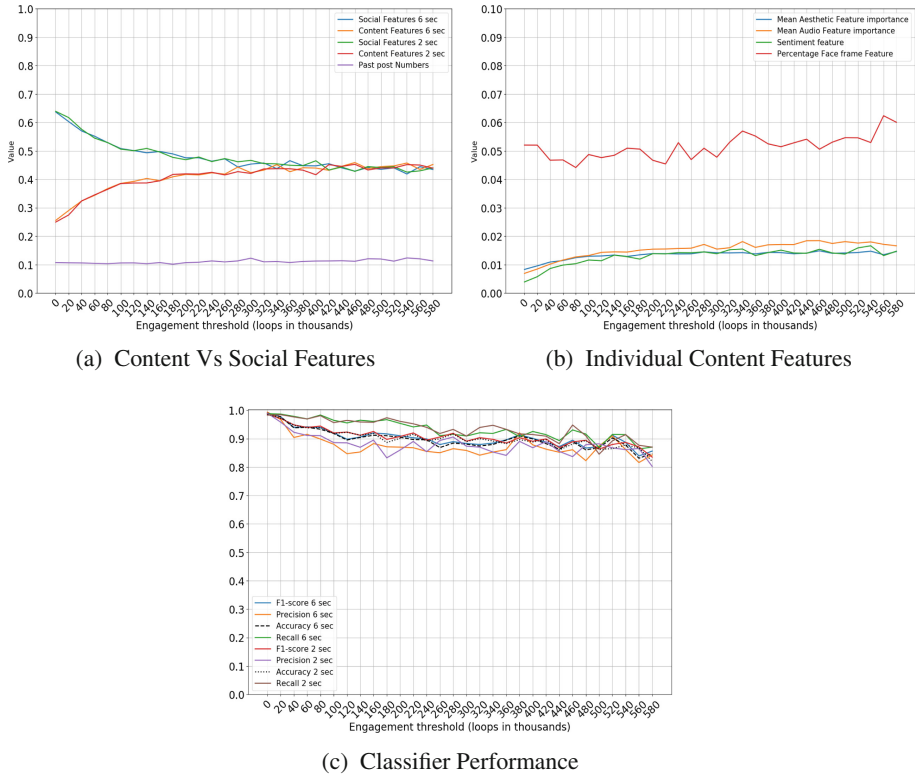 1.0
0.9
0.8
0.7
0.6
0.5
0.4
0.3
0.2
0.1
0.0
Value
Social Features 6 sec
Content Features 6 sec
Social Features 2 sec
Content Features 2 sec
Past post Numbers
0 20 40 60 80 100 120 140 160 180 200 220 240 260 280 300 320 340 360 380 400 420 440 460 480 500 520 540 560 580
Engagement threshold (loops in thousands)
(a) Content Vs Social Features
0.10
0.09
0.08
0.07
0.06
0.05
0.04
0.03
0.02
0.01
0.00
Value
Mean Aesthetic Feature importance
Mean Audio Feature importance
Sentiment feature
Percentage Face frame Feature
0 20 40 60 80 100 120 140 160 180 200 220 240 260 280 300 320 340 360 380 400 420 440 460 480 500 520 540 560 580
Engagement threshold (loops in thousands)
(b) Individual Content Features
1.0
0.9
0.8
0.7
0.6
0.5
0.4
0.3
0.2
0.1
0.0
F1-score 6 sec
Precision 6 sec
Accuracy 6 sec
Recall 6 sec
F1-score 2 sec
Precision 2 sec
Accuracy 2 sec
Recall 2 sec
0 20 40 60 80 100 120 140 160 180 200 220 240 260 280 300 320 340 360 380 400 420 440 460 480 500 520 540 560 580
Engagement threshold (loops in thousands)
(c) Classifier Performance